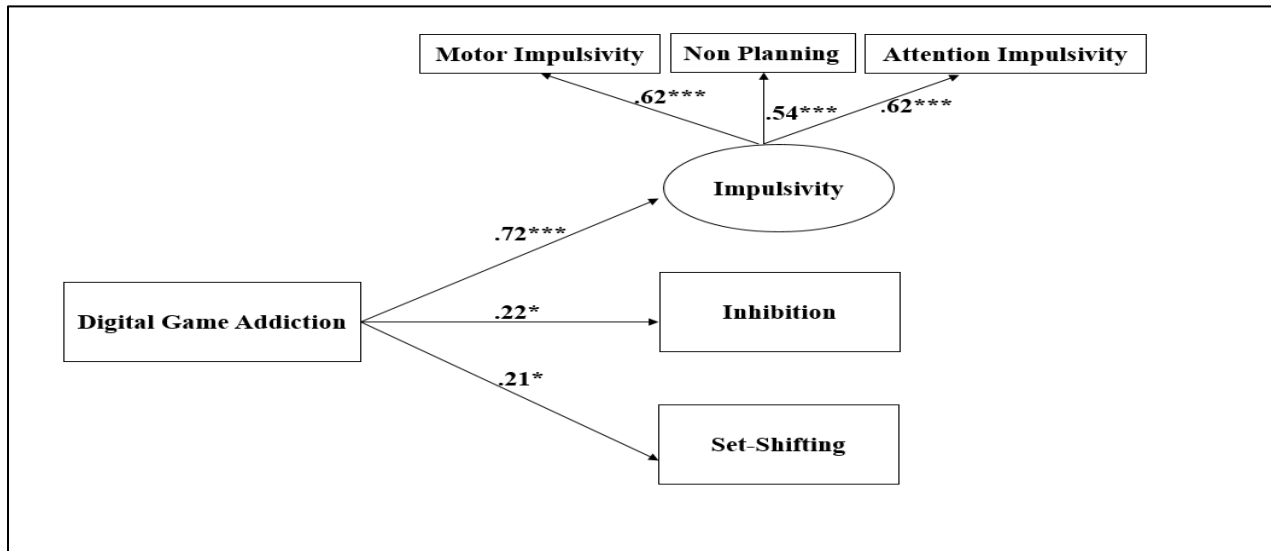 Motor Impulsivity
Non Planning
Attention Impulsivity
.62***
.54***
.62***
Impulsivity
.72***
Digital Game Addiction
.22*
Inhibition
.21*
Set-Shifting